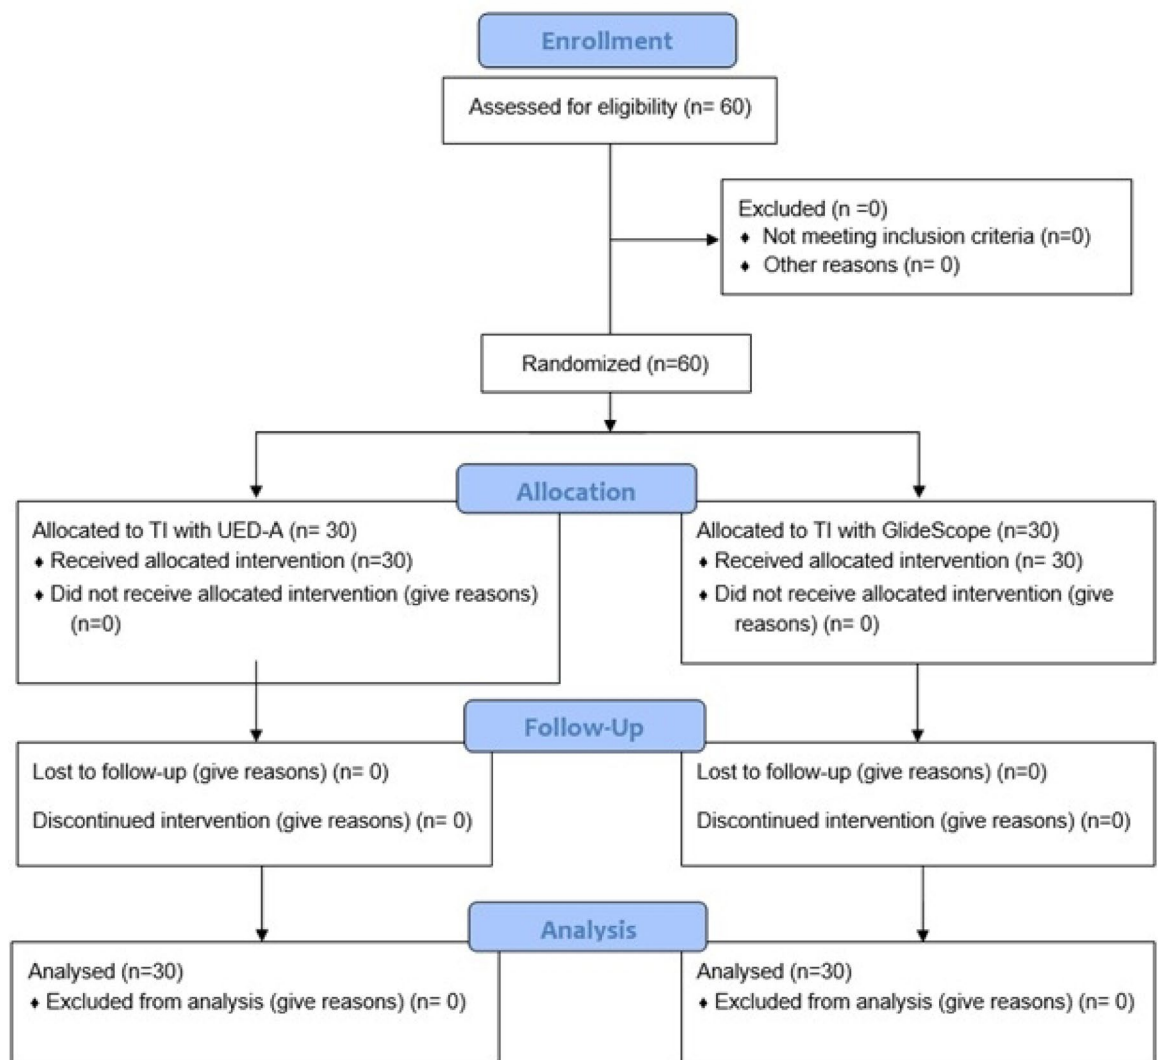 Enrollment
Assessed for eligibility (n= 60)
Excluded (n =0)
♦ Not meeting inclusion criteria (n=0)
♦ Other reasons (n= 0)
Randomized (n=60)
Allocation
Allocated to TI with UED-A (n= 30)
♦ Received allocated intervention (n=30)
♦ Did not receive allocated intervention (give reasons)
(n=0)
Allocated to TI with GlideScope (n=30)
♦ Received allocated intervention (n= 30)
♦ Did not receive allocated intervention (give
reasons) (n= 0)
Follow-Up
Lost to follow-up (give reasons) (n= 0)
Discontinued intervention (give reasons) (n= 0)
Lost to follow-up (give reasons) (n=0)
Discontinued intervention (give reasons) (n=0)
Analysis
Analysed (n=30)
♦ Excluded from analysis (give reasons) (n= 0)
Analysed (n=30)
♦ Excluded from analysis (give reasons) (n= 0)